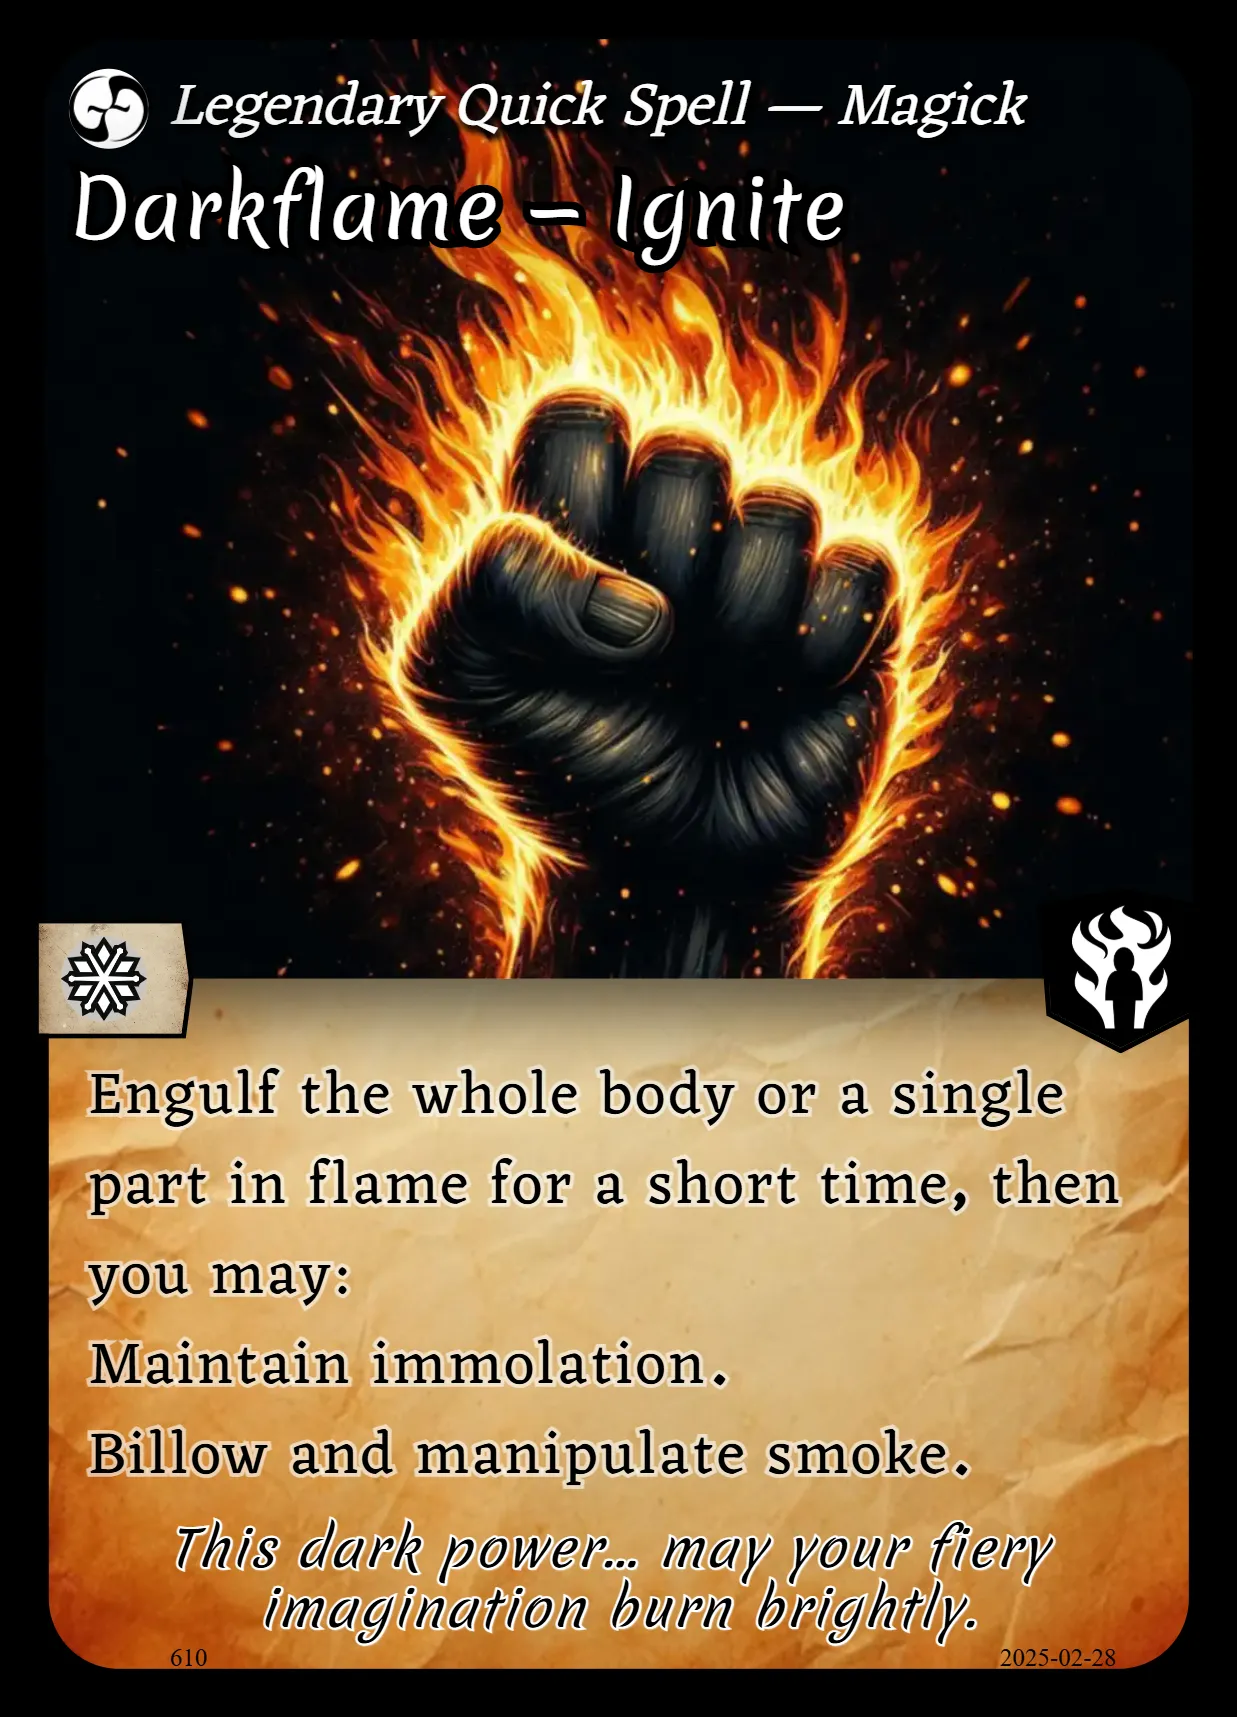 Legendary Quick Spell — Magick
Darkflame – Ignite
Engulf the whole body or a single
part in flame for a short time, then
you may:
Maintain immolation.
Billow and manipulate smoke.
This dark power... may your fiery
imagination burn brightly.
610
2025-02-28